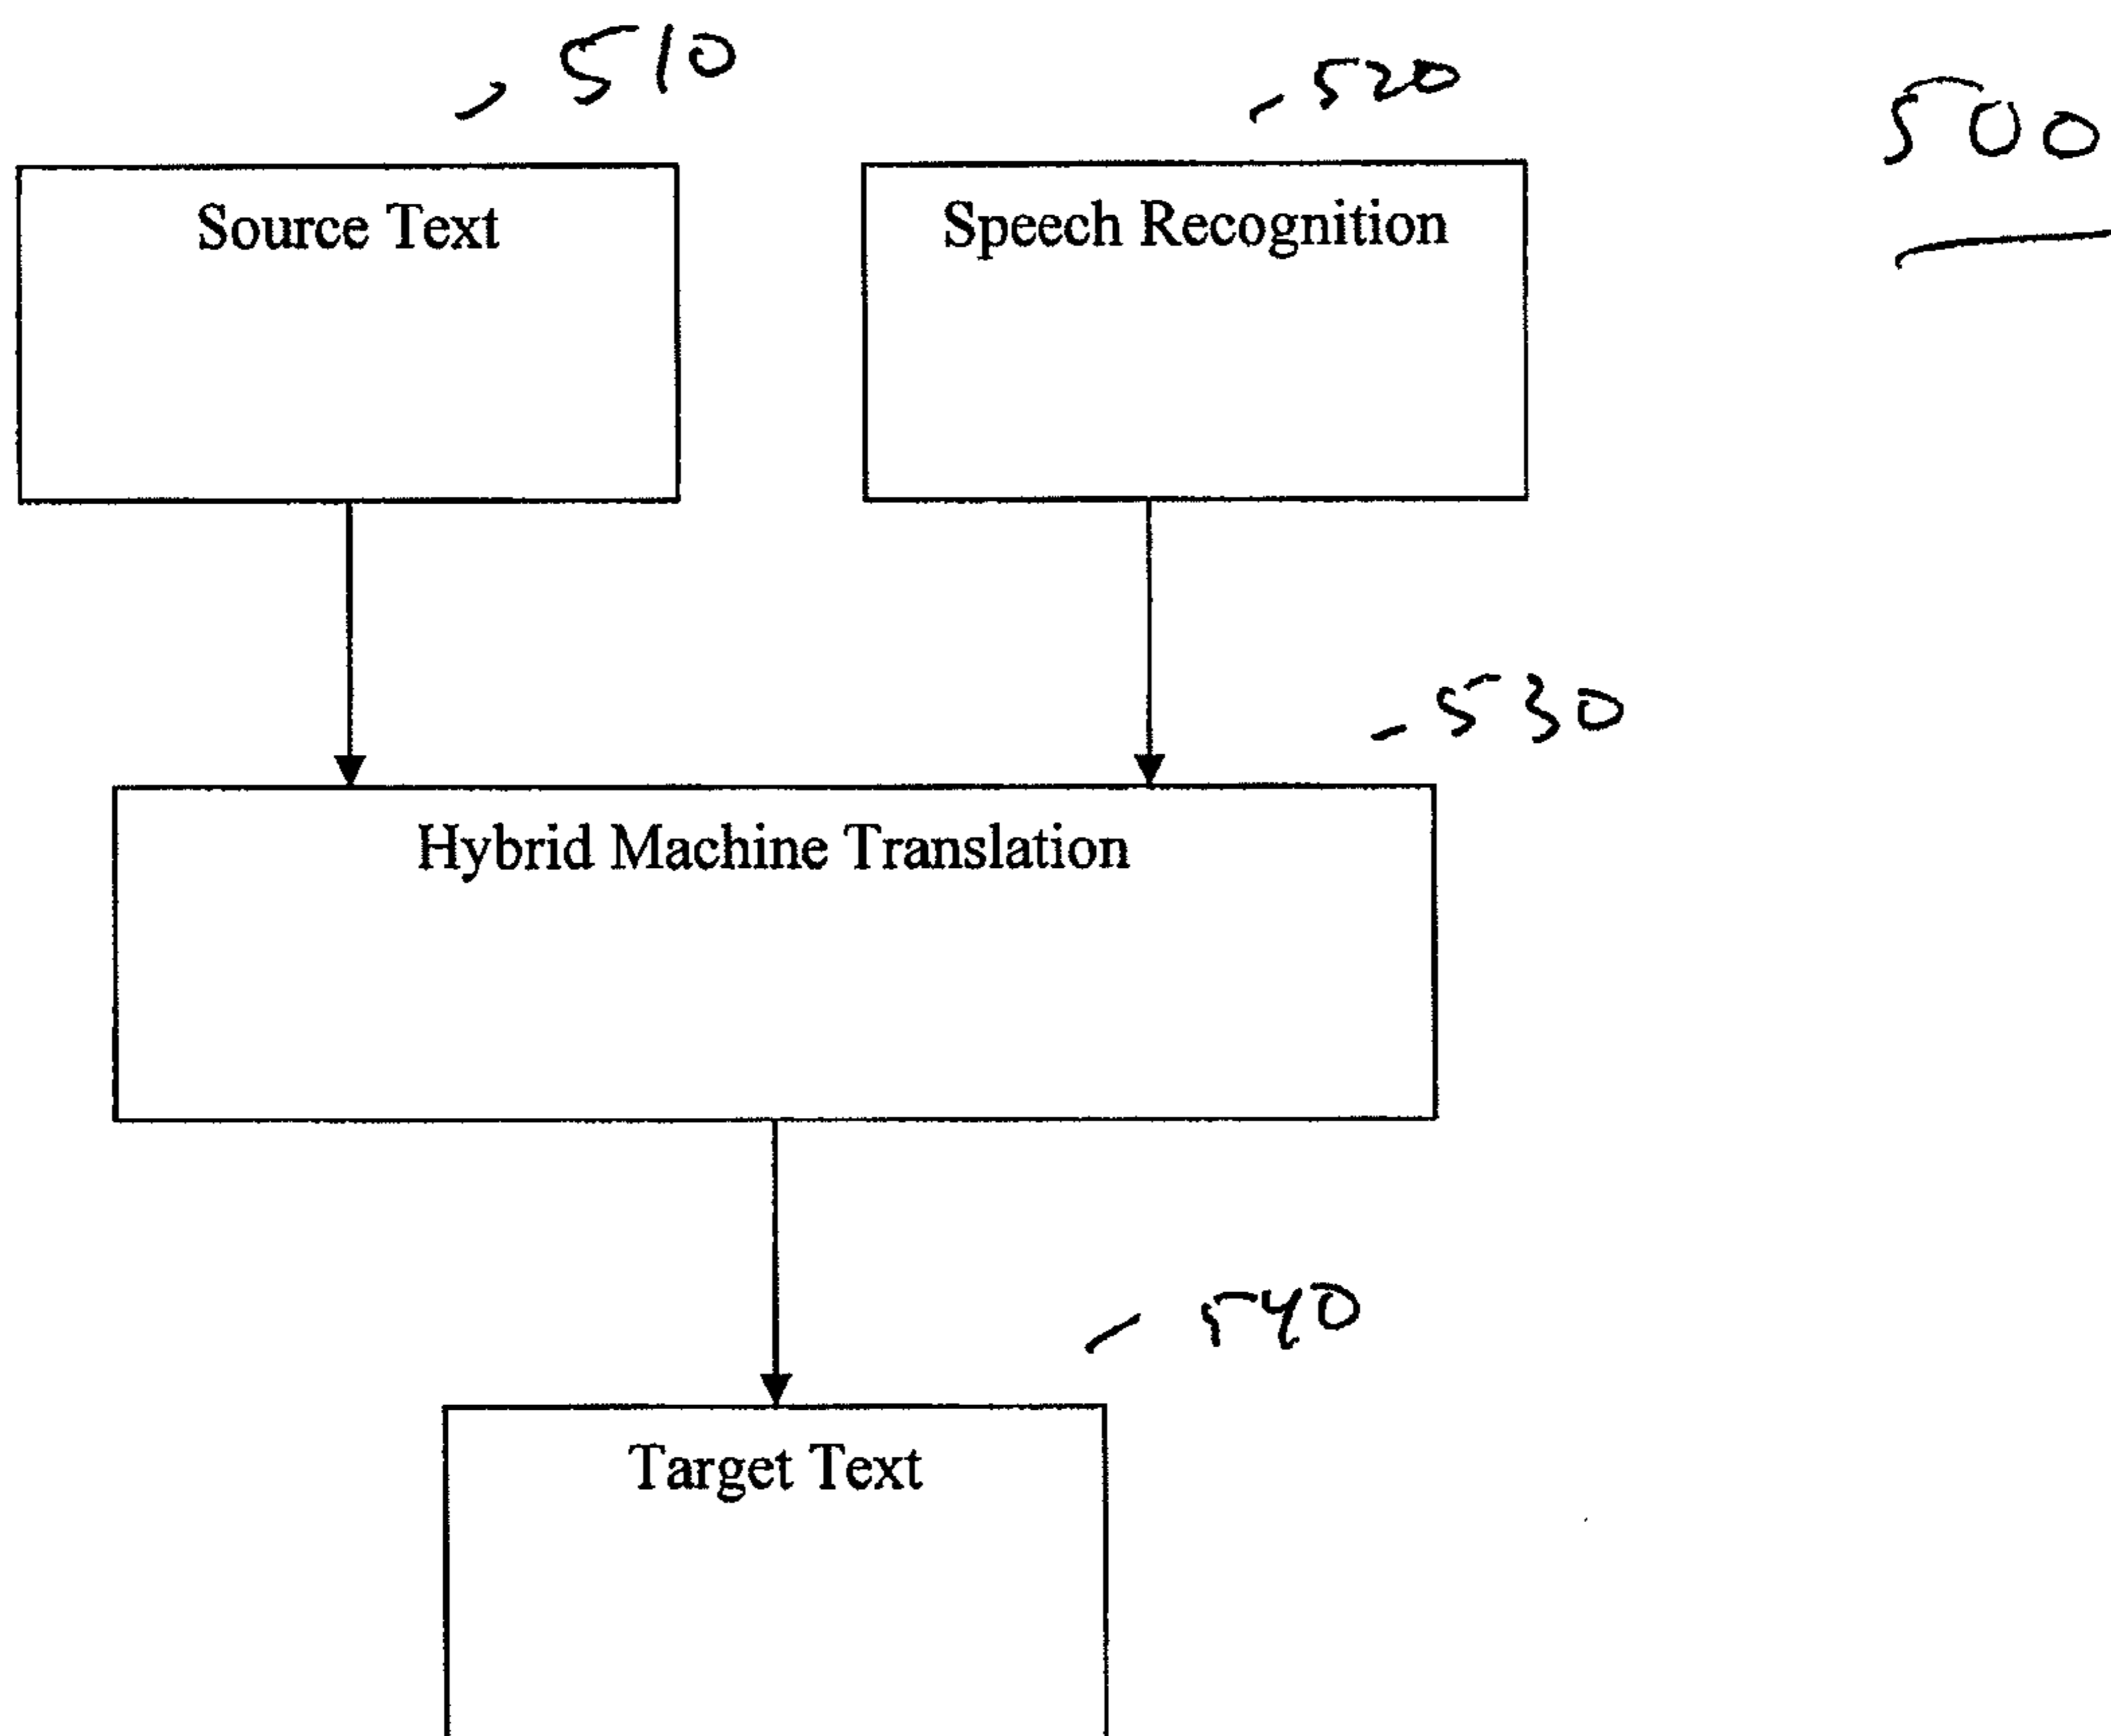 510
520
500
Source Text
Speech Recognition
530
Hybrid Machine Translation
540
Target Text